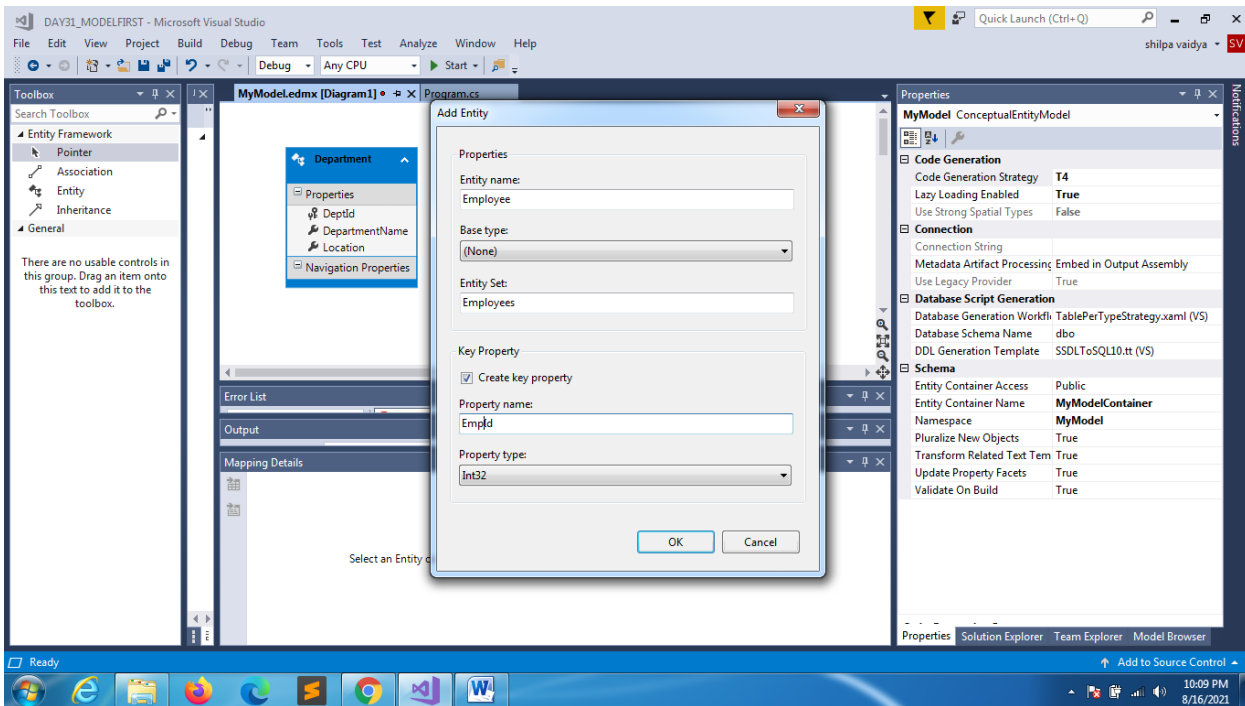 DAY31_MODELFIRST - Microsoft Visual Studio
Quick Launch (Ctrl+Q)
File Edit View Project Build Debug Team Tools Test Analyze Window Help
shilpa vaidya
SV
Debug Any CPU Start
Toolbox
Search Toolbox
Entity Framework
Pointer
Association
Entity
Inheritance
General
There are no usable controls in
this group. Drag an item onto
this text to add it to the
toolbox.
MyModel.edmx [Diagram1] Program.cs
Department
Properties
DeptId
DepartmentName
Location
Navigation Properties
Error List
Output
Mapping Details
Select an Entity
Add Entity
Properties
Entity name:
Employee
Base type:
(None)
Entity Set:
Employees
Key Property
Create key property
Property name:
EmpId
Property type:
Int32
OK Cancel
Properties
MyModel ConceptualEntityModel
Code Generation
Code Generation Strategy T4
Lazy Loading Enabled True
Use Strong Spatial Types False
Connection
Connection String
Metadata Artifact Processing Embed in Output Assembly
Use Legacy Provider True
Database Script Generation
Database Generation Workfl TablePerTypeStrategy.xaml (VS)
Database Schema Name dbo
DDL Generation Template SSDLToSQL10.tt (VS)
Schema
Entity Container Access Public
Entity Container Name MyModelContainer
Namespace MyModel
Pluralize New Objects True
Transform Related Text Tem True
Update Property Facets True
Validate On Build True
Properties Solution Explorer Team Explorer Model Browser
Notifications
Ready
Add to Source Control
10:09 PM
8/16/2021